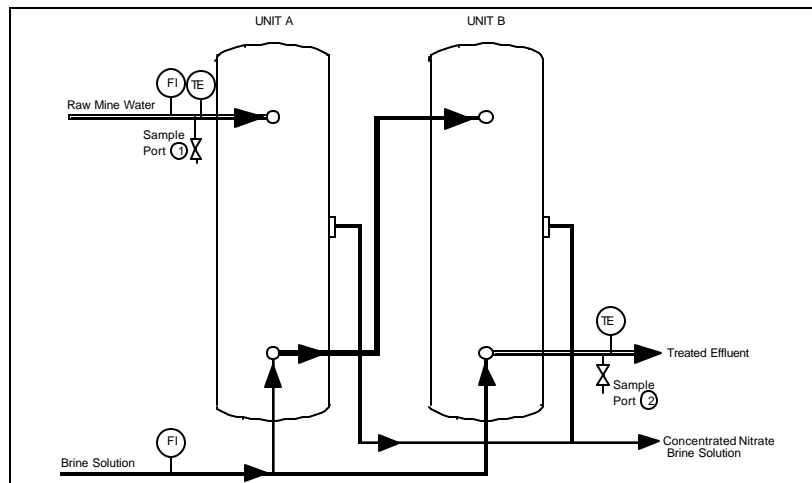 UNIT A
UNIT B
FI
TE
Raw Mine Water
Sample
Port 1
TE
Treated Effluent
Sample
Port 2
FI
Concentrated Nitrate
Brine Solution
Brine Solution